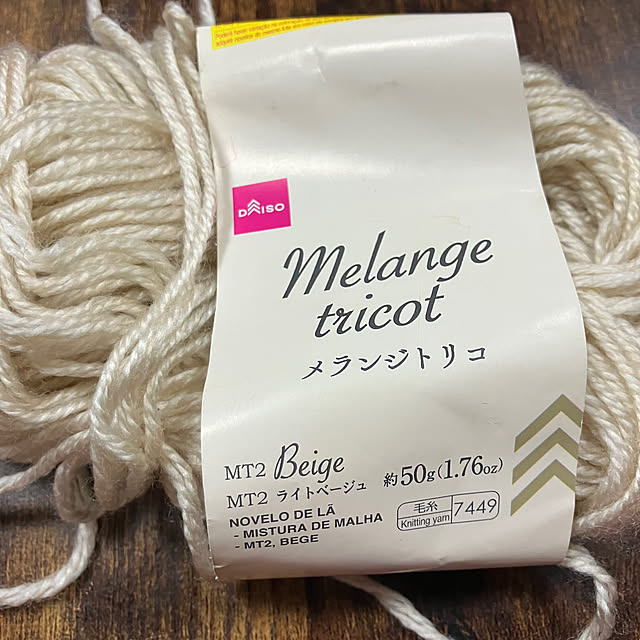 DAISO
Melange
tricot
メランジトリコ
MT2 Beige
MT2 ライトベージュ
約50g(1.76oz)
NOVELO DE LÃ
- MISTURA DE MALHA
- MT2, BEGE
毛糸
Knitting yarn
7449